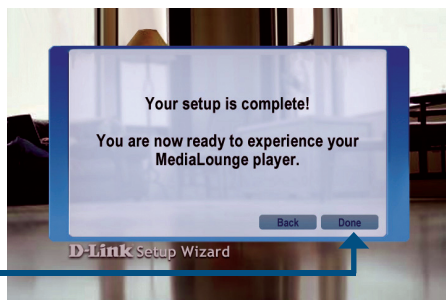 Your setup is complete!
You are now ready to experience your
MediaLounge player.
Back Done
D-Link Setup Wizard